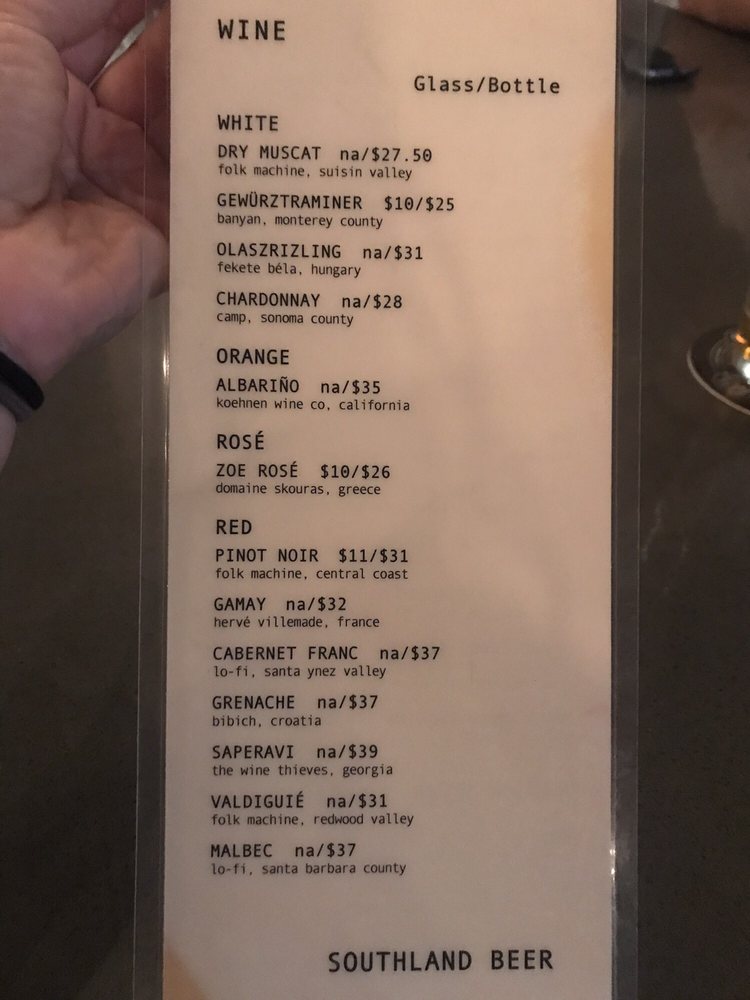 WINE
Glass/Bottle
WHITE
DRY MUSCAT na/$27.50
folk machine, suisin valley
GEWÜRZTRAMINER $10/$25
banyan, monterey county
OLASZRIZLING na/$31
fekete béla, hungary
CHARDONNAY na/$28
camp, sonoma county
ORANGE
ALBARIÑO na/$35
koehnen wine co, california
ROSÉ
ZOE ROSÉ $10/$26
domaine skouras, greece
RED
PINOT NOIR $11/$31
folk machine, central coast
GAMAY na/$32
hervé villemade, france
CABERNET FRANC na/$37
lo-fi, santa ynez valley
GRENACHE na/$37
bibich, croatia
SAPERAVI na/$39
the wine thieves, georgia
VALDIGUIÉ na/$31
folk machine, redwood valley
MALBEC na/$37
lo-fi, santa barbara county
SOUTHLAND BEER